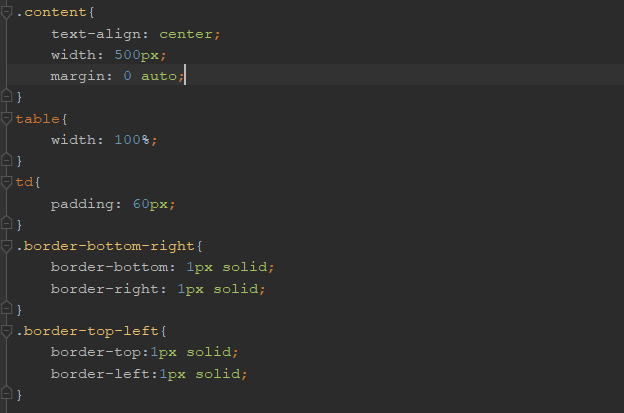 .content{
    text-align: center;
    width: 500px;
    margin: 0 auto;
}
table{
    width: 100%;
}
td{
    padding: 60px;
}
.border-bottom-right{
    border-bottom: 1px solid;
    border-right: 1px solid;
}
.border-top-left{
    border-top:1px solid;
    border-left:1px solid;
}